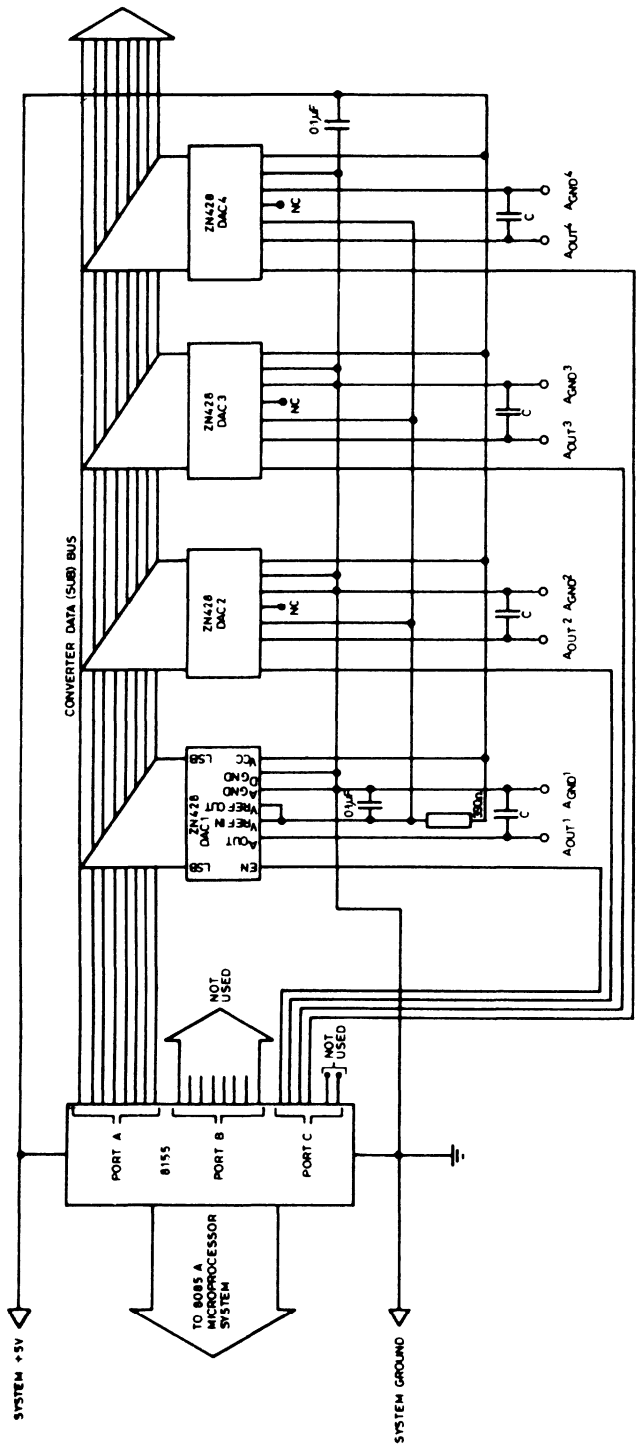 SYSTEM +5V
SYSTEM GROUND
TO 8085 A
MICROPROCESSOR
SYSTEM
PORT A
8155
PORT B
PORT C
NOT
USED
NOT
USED
CONVERTER DATA (SUB) BUS
LSB
LSB
ZN428
DAC1
EN
AOUT
VREF IN
VREF OUT
AGND
DGND
VCC
0·1µF
390Ω
C
AOUT1
AGND1
ZN428
DAC2
NC
C
AOUT2
AGND2
ZN428
DAC3
NC
C
AOUT3
AGND3
ZN428
DAC4
NC
C
AOUT4
AGND4
0·1µF